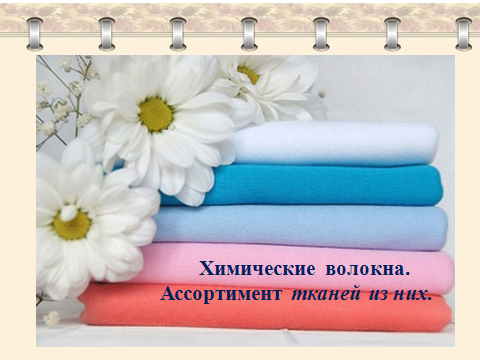 Химические волокна.
Ассортимент тканей из них.